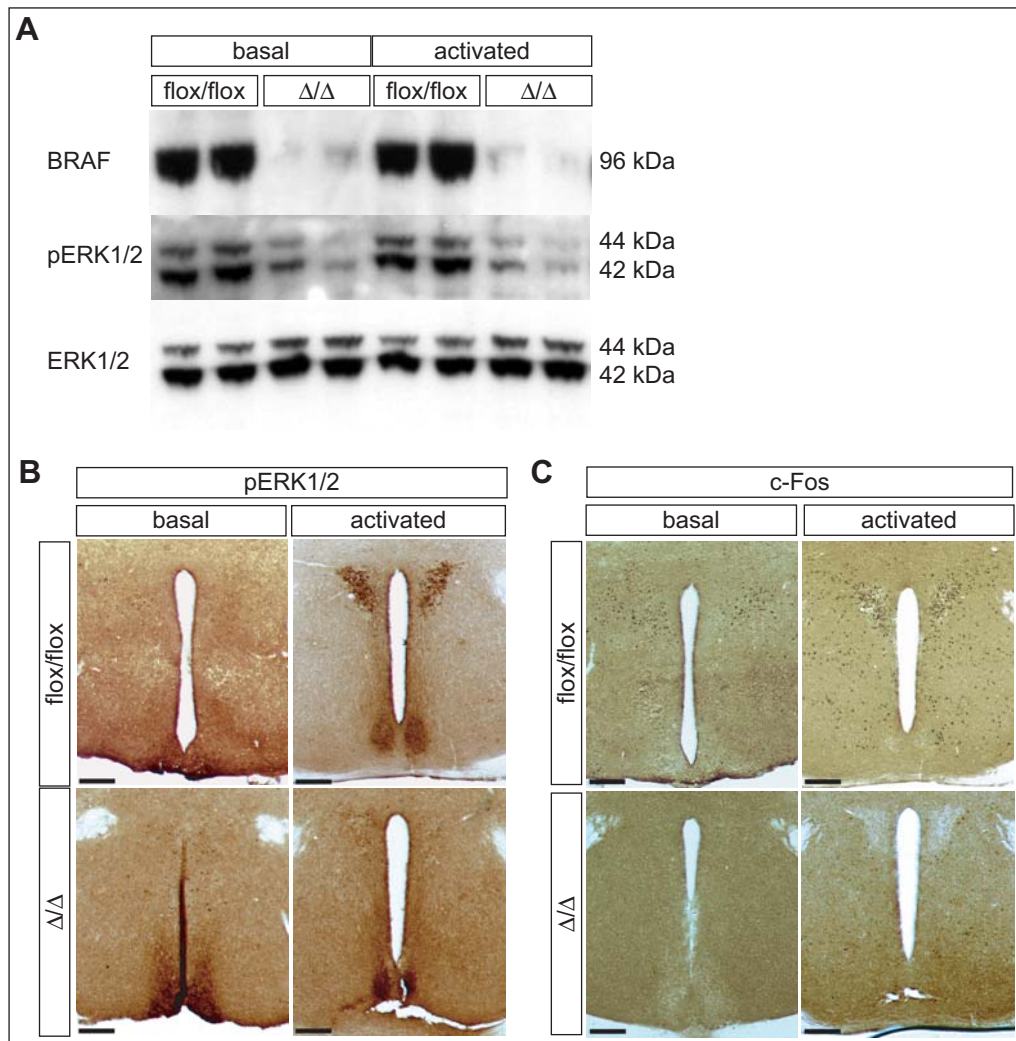 A
basal activated
flox/flox Δ/Δ flox/flox Δ/Δ
BRAF 96 kDa
pERK1/2 44 kDa
42 kDa
ERK1/2 44 kDa
42 kDa
B
pERK1/2
basal activated
flox/flox
Δ/Δ
C
c-Fos
basal activated
flox/flox
Δ/Δ